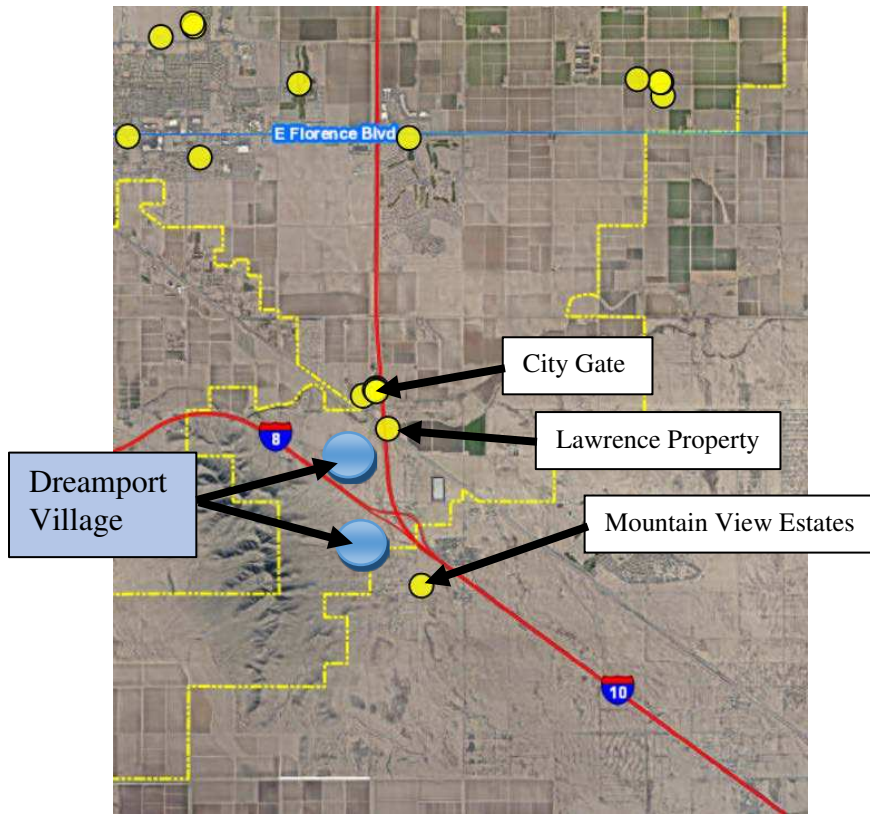 E Florence Blvd
City Gate
Lawrence Property
8
Dreamport
Village
Mountain View Estates
10